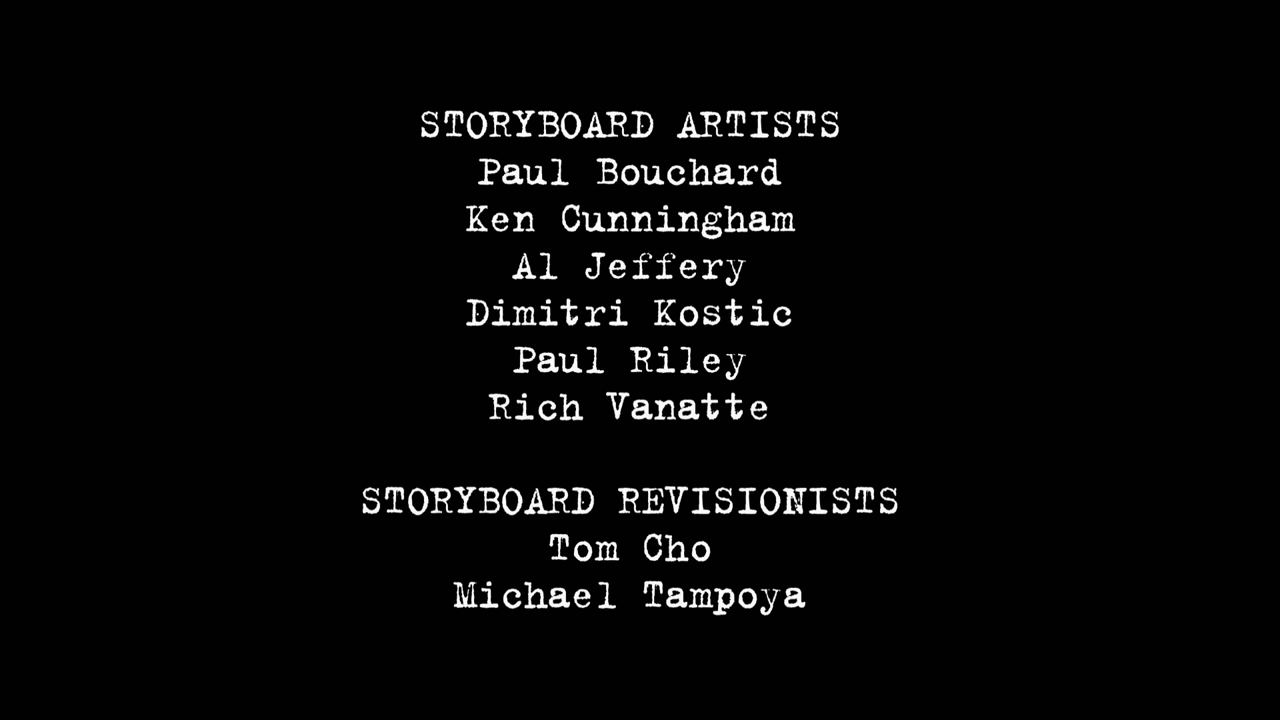 STORYBOARD ARTISTS
Paul Bouchard
Ken Cunningham
Al Jeffery
Dimitri Kostic
Paul Riley
Rich Vanatte
STORYBOARD REVISIONISTS
Tom Cho
Michael Tampoya